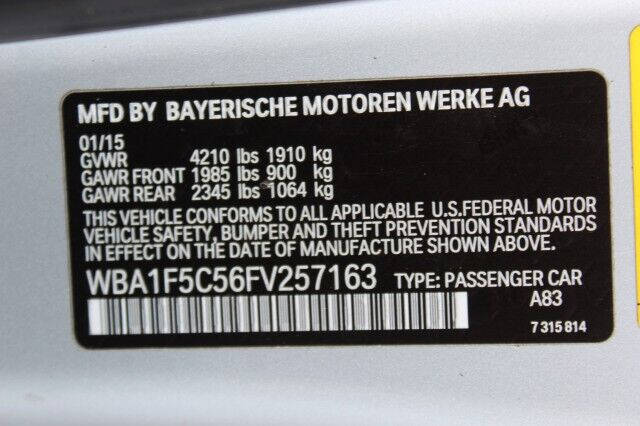 MFD BY BAYERISCHE MOTOREN WERKE AG
01/15
GVWR 4210 lbs 1910 kg
GAWR FRONT 1985 lbs 900 kg
GAWR REAR 2345 lbs 1064 kg
THIS VEHICLE CONFORMS TO ALL APPLICABLE U.S.FEDERAL MOTOR
VEHICLE SAFETY, BUMPER AND THEFT PREVENTION STANDARDS
IN EFFECT ON THE DATE OF MANUFACTURE SHOWN ABOVE.
WBA1F5C56FV257163 TYPE: PASSENGER CAR
A83
7 315 814